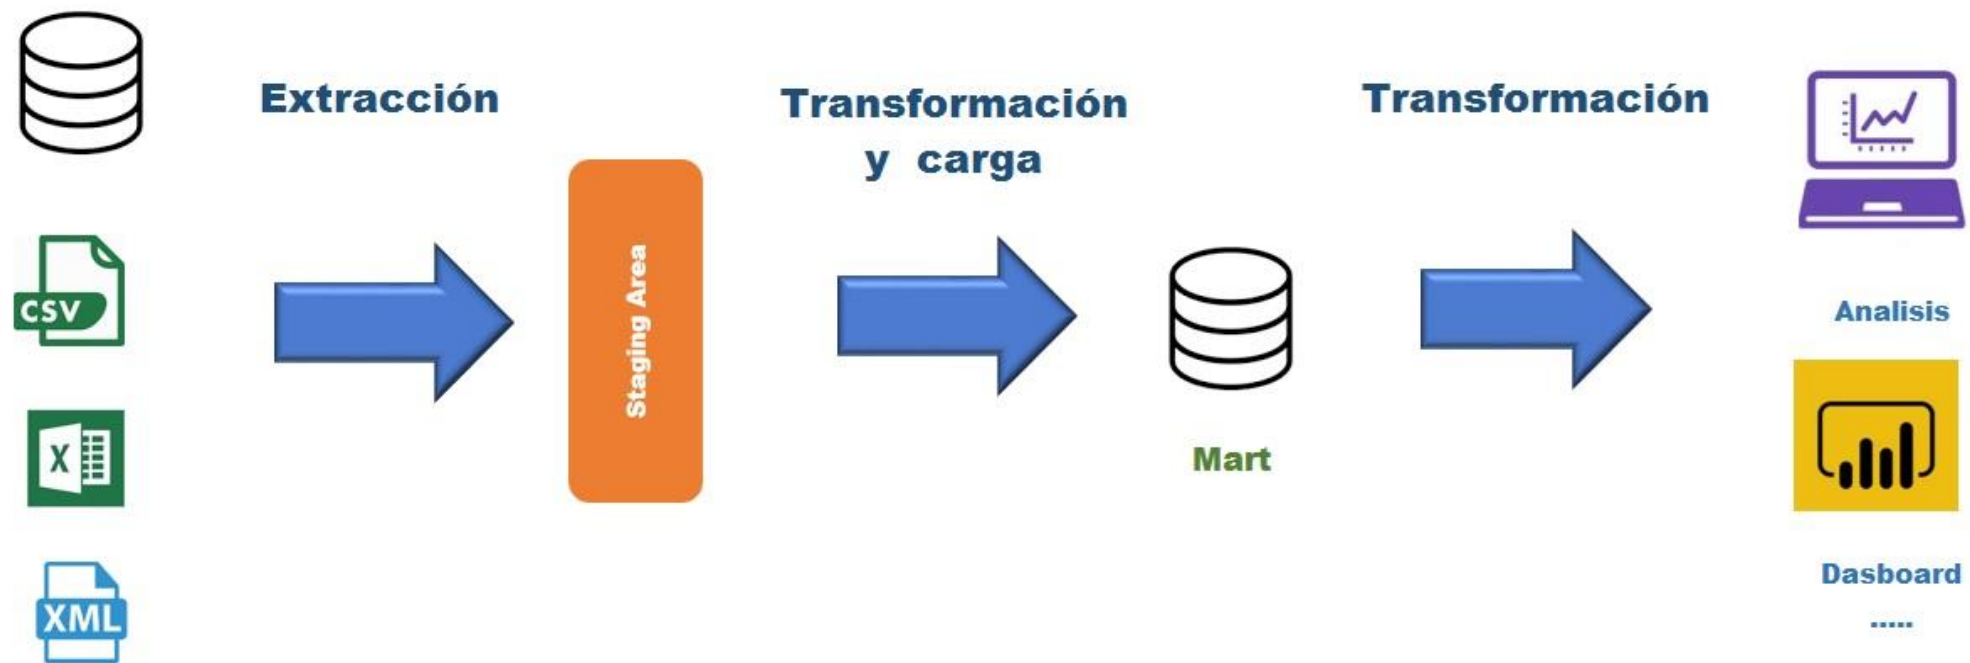 Extracción
Transformación
y carga
Transformación
CSV
X
XML
Staging Area
Mart
Analisis
Dasboard
.....